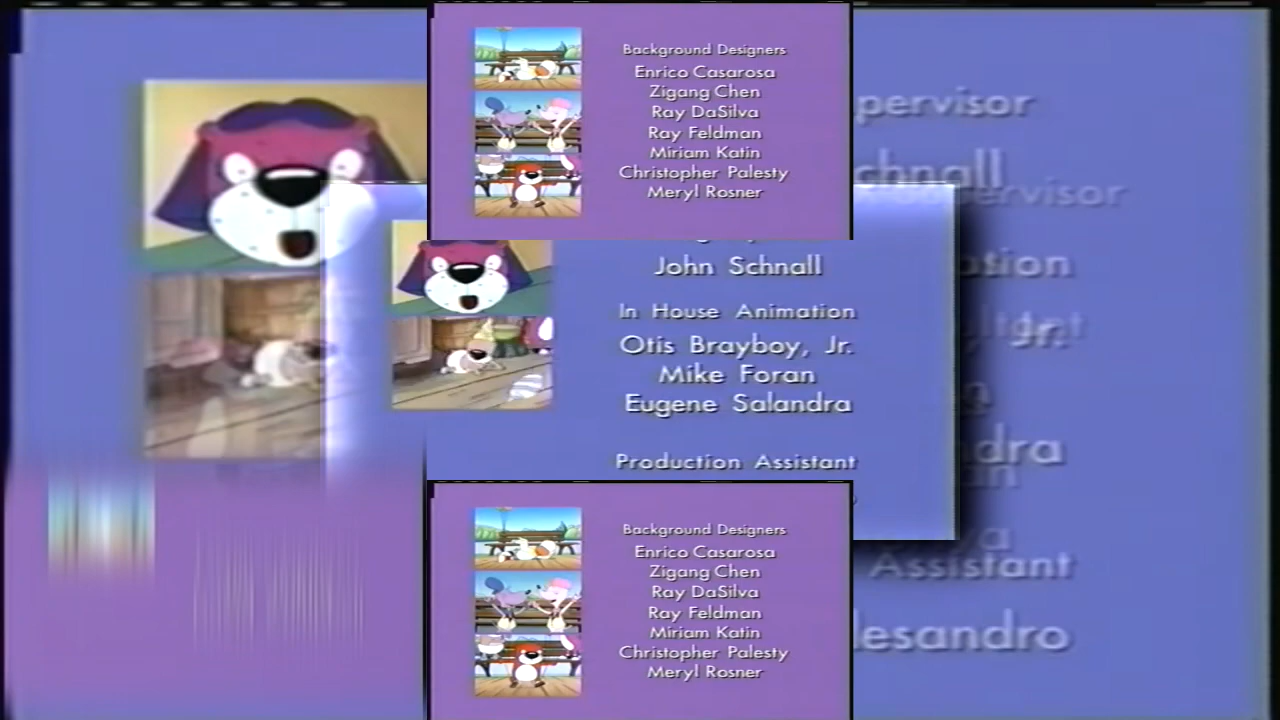 Background Designers
Enrico Casarosa
Zigang Chen
Ray DaSilva
Ray Feldman
Miriam Katin
Christopher Palesty
Meryl Rosner
pervisor
chnall
ervisor
John Schnall
In House Animation
Otis Brayboy, Jr.
Mike Foran
Eugene Salandra
Production Assistant
Jr.
dra
Assistant
lesandro
Background Designers
Enrico Casarosa
Zigang Chen
Ray DaSilva
Ray Feldman
Miriam Katin
Christopher Palesty
Meryl Rosner